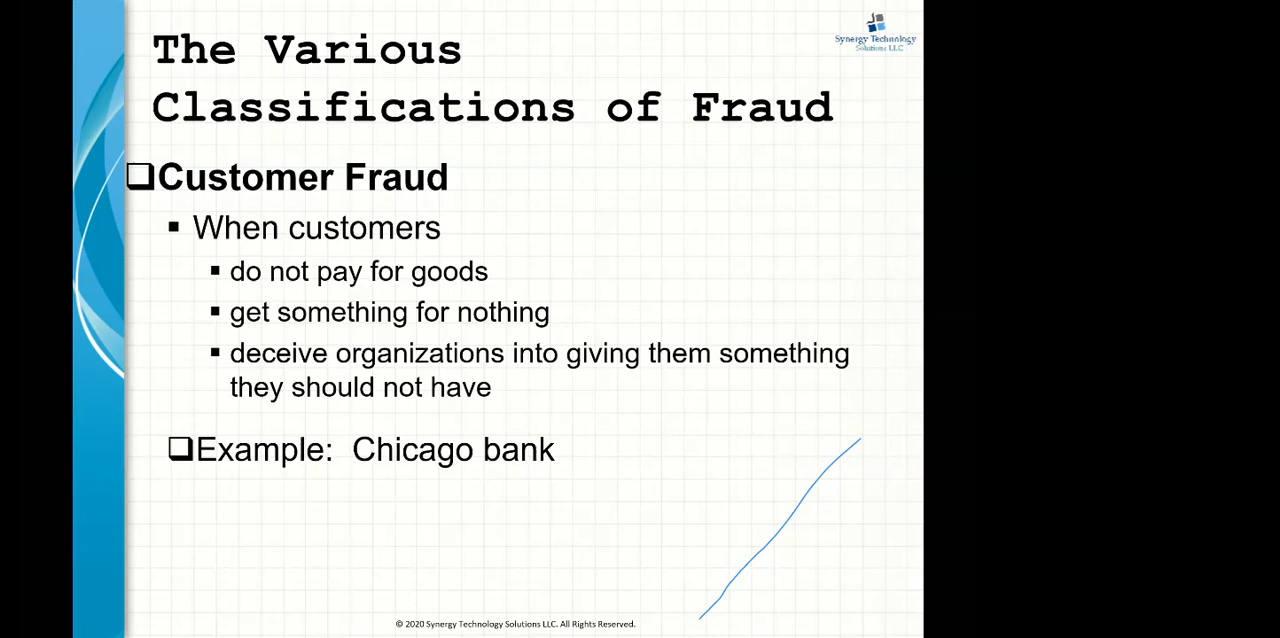 The Various
Classifications of Fraud
Synergy Technology
Solutions LLC
❑Customer Fraud
▪ When customers
▪ do not pay for goods
▪ get something for nothing
▪ deceive organizations into giving them something
they should not have
❑Example: Chicago bank
© 2020 Synergy Technology Solutions LLC. All Rights Reserved.